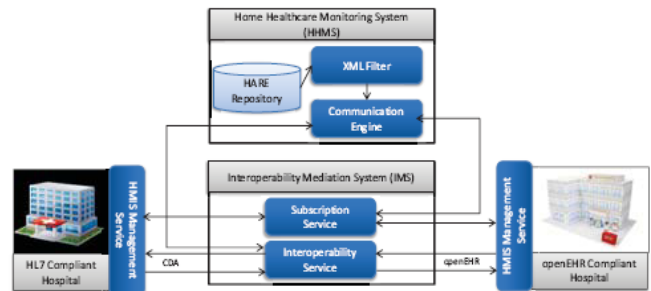 Home Healthcare Monitoring System
(HHMS)
XML Filter
HARE
Repository
Communication
Engine
Interoperability Mediation System (IMS)
Subscription
Service
Interoperability
Service
HMIS Management
Service
HL7 Compliant
Hospital
CDA
openEHR
HMIS Management
Service
openEHR Compliant
Hospital